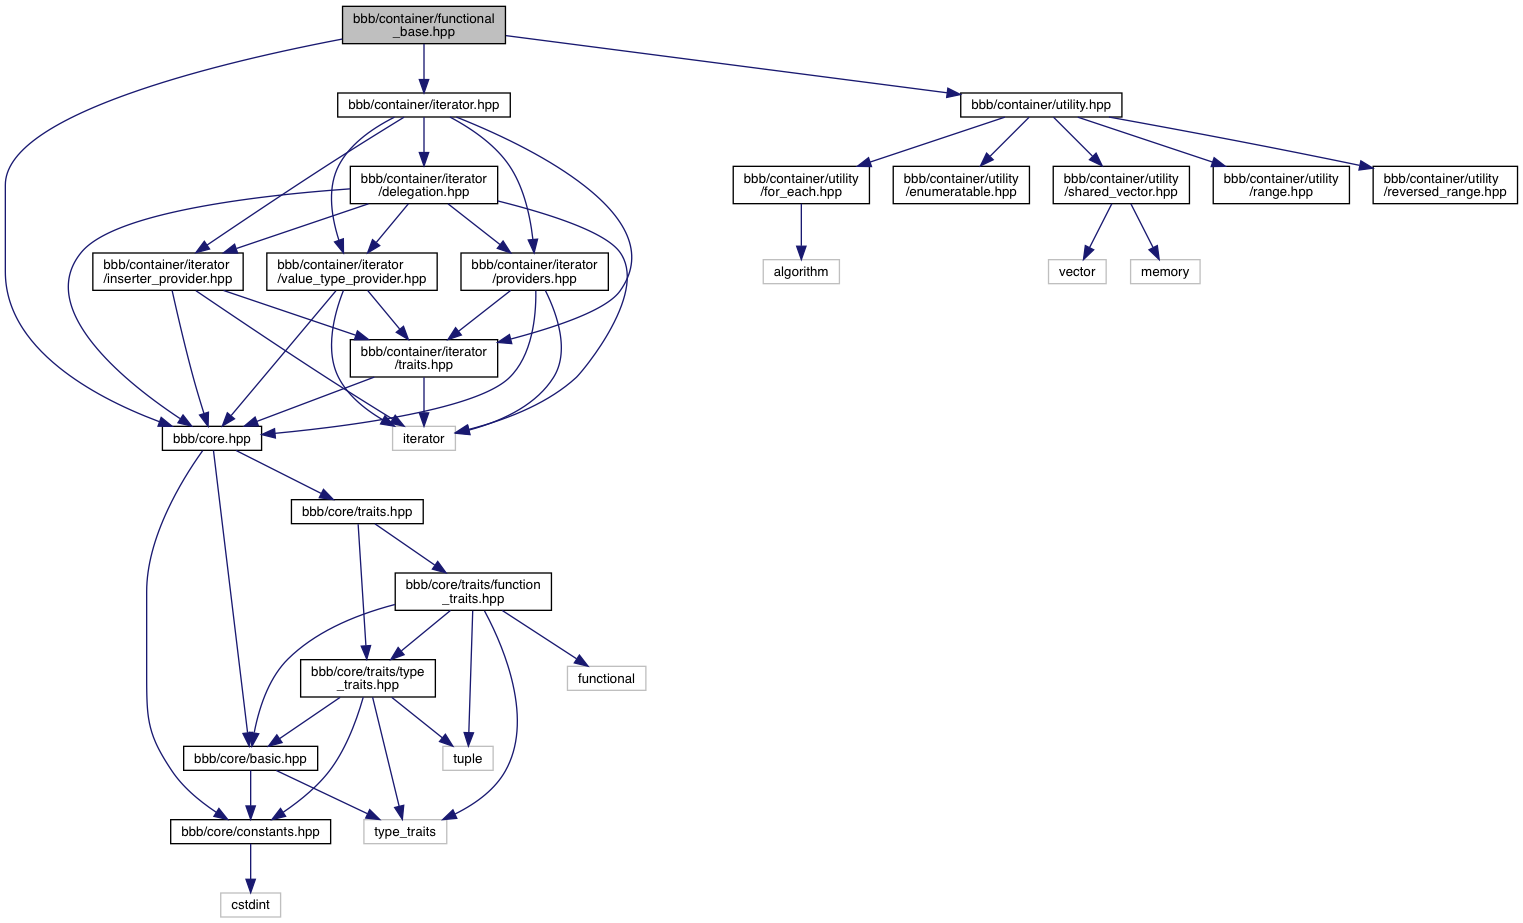 bbb/container/functional
_base.hpp
bbb/container/iterator.hpp
bbb/container/utility.hpp
bbb/container/iterator
/delegation.hpp
bbb/container/utility
/for_each.hpp
bbb/container/utility
/enumeratable.hpp
bbb/container/utility
/shared_vector.hpp
bbb/container/utility
/range.hpp
bbb/container/utility
/reversed_range.hpp
bbb/container/iterator
/inserter_provider.hpp
bbb/container/iterator
/value_type_provider.hpp
bbb/container/iterator
/providers.hpp
algorithm
vector
memory
bbb/container/iterator
/traits.hpp
bbb/core.hpp
iterator
bbb/core/traits.hpp
bbb/core/traits/function
_traits.hpp
bbb/core/traits/type
_traits.hpp
functional
bbb/core/basic.hpp
tuple
bbb/core/constants.hpp
type_traits
cstdint